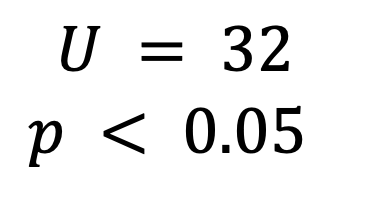 U = 32
p < 0.05